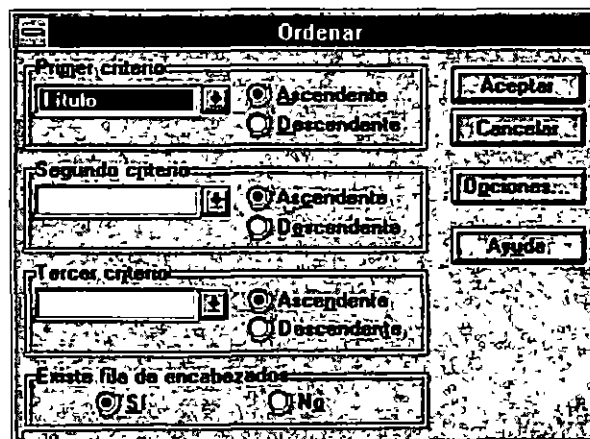 Ordenar
Primer criterio
Título
Ascendente
Descendente
Segundo criterio
Ascendente
Descendente
Tercer criterio
Ascendente
Descendente
Existe fila de encabezados
Sí
No
Aceptar
Cancelar
Opciones...
Ayuda